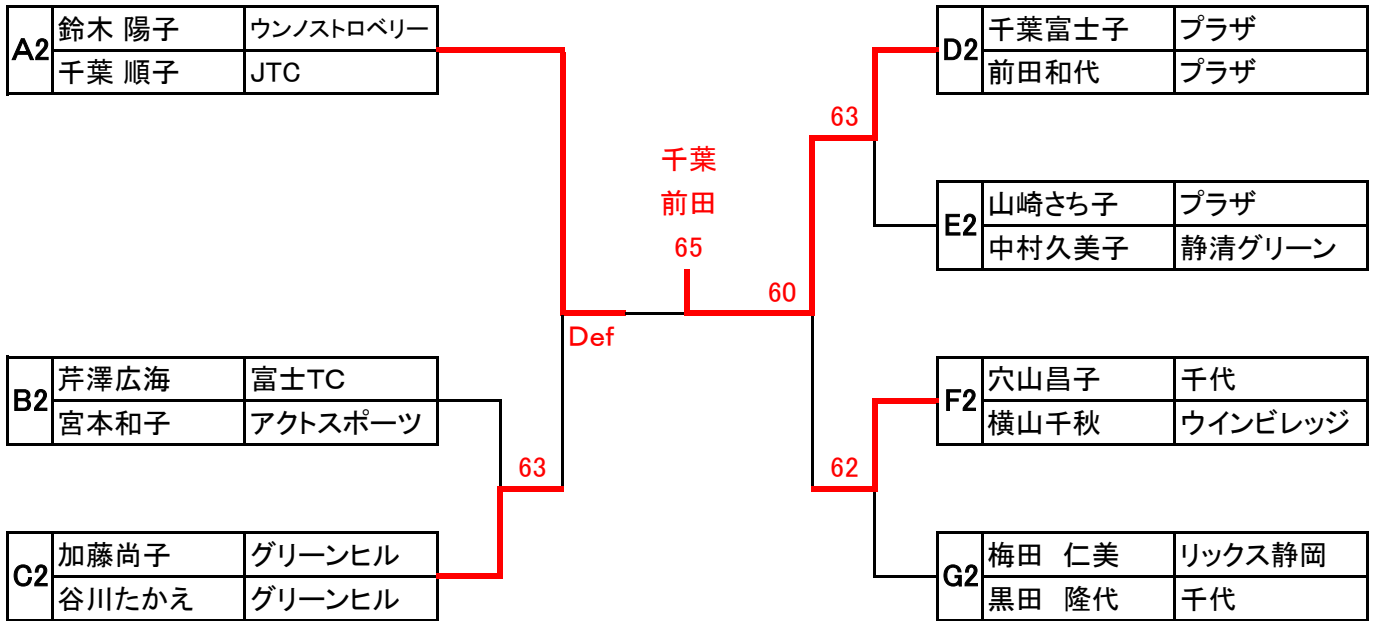 A2 鈴木 陽子 ウンノストロベリー
千葉 順子 JTC
B2 芹澤広海 富士TC
宮本和子 アクトスポーツ
C2 加藤尚子 グリーンヒル
谷川たかえ グリーンヒル
63
Def
千葉
前田
65
60
63
62
D2 千葉富士子 プラザ
前田和代 プラザ
E2 山崎さち子 プラザ
中村久美子 静清グリーン
F2 穴山昌子 千代
横山千秋 ウインビレッジ
G2 梅田　仁美 リックス静岡
黒田　隆代 千代